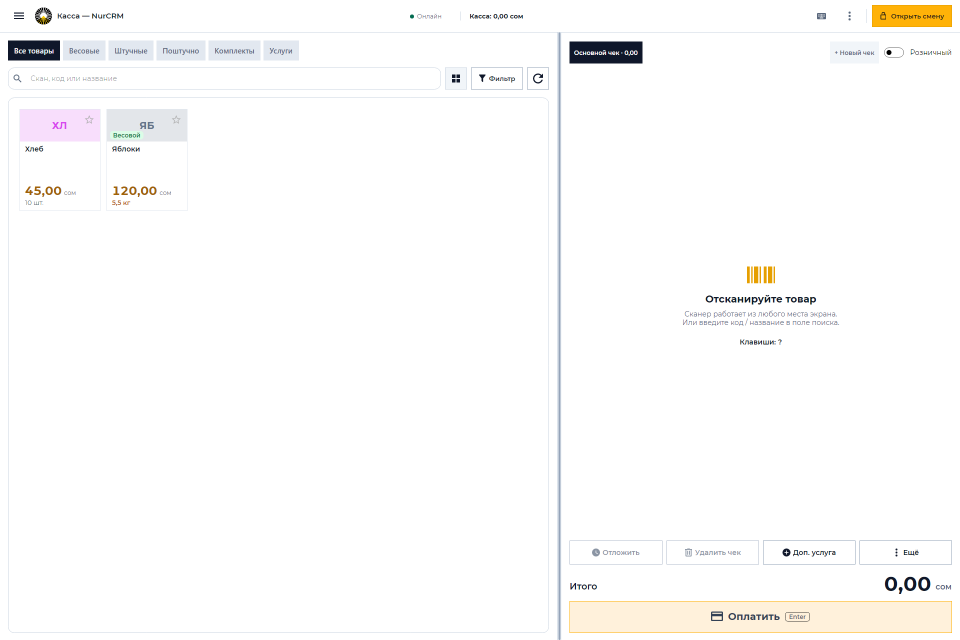 Касса — NurCRM
Онлайн
Касса: 0,00 сом
Открыть смену
Все товары
Весовые
Штучные
Поштучно
Комплекты
Услуги
Скан, код или название
Фильтр
ХЛ
Хлеб
45,00 сом
10 шт
ЯБ
Весовой
Яблоки
120,00 сом
5,5 кг
Основной чек · 0,00
+ Новый чек
Розничный
Отсканируйте товар
Сканер работает из любого места экрана.
Или введите код / название в поле поиска.
Клавиши: ?
Отложить
Удалить чек
Доп. услуга
Ещё
Итого
0,00 сом
Оплатить Enter